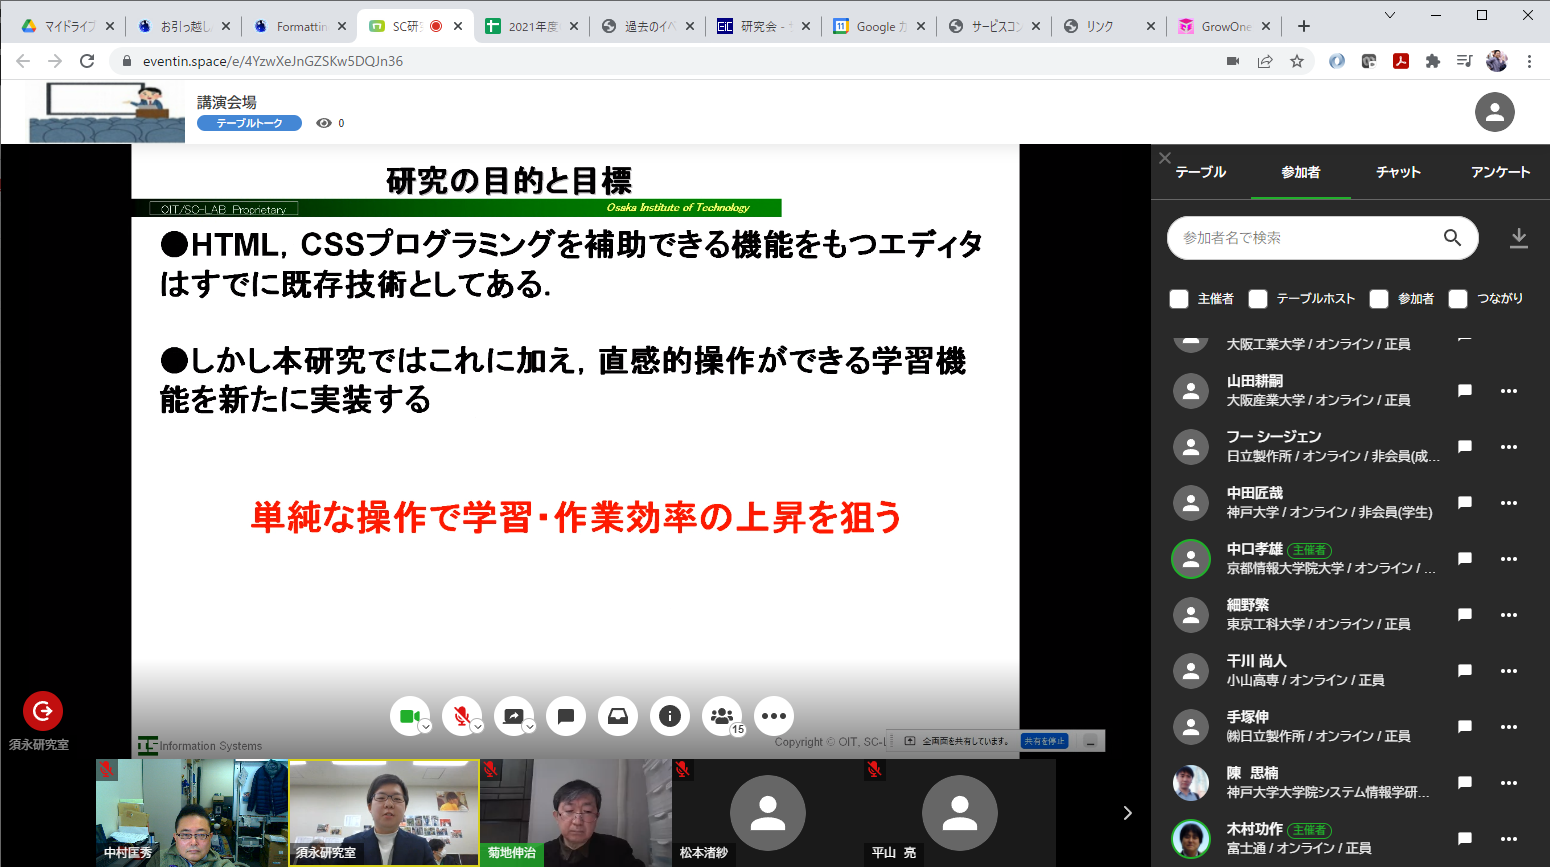 マイドライブ
お引っ越し
Formattin
SC研
2021年度
過去のイベ
研究会 - 
Google カ
サービスコン
リンク
GrowOne
eventin.space/e/4YzwXeJnGZSKw5DQJn36
講演会場
テーブルトーク
0
研究の目的と目標
OIT/SC-LAB Proprietary
Osaka Institute of Technology
●HTML，CSSプログラミングを補助できる機能をもつエディタ
はすでに既存技術としてある．
●しかし本研究ではこれに加え，直感的操作ができる学習機
能を新たに実装する
単純な操作で学習・作業効率の上昇を狙う
須永研究室
15
Information Systems
Copyright © OIT, SC-L
全画面を共有しています。
共有を停止
中村匡秀
須永研究室
菊地伸治
松本渚紗
平山 亮
テーブル
参加者
チャット
アンケート
参加者名で検索
主催者
テーブルホスト
参加者
つながり
大阪工業大学 / オンライン / 正員
山田耕嗣
大阪産業大学 / オンライン / 正員
フー シージェン
日立製作所 / オンライン / 非会員(成...
中田匠哉
神戸大学 / オンライン / 非会員(学生)
中口孝雄 主催者
京都情報大学院大学 / オンライン / ...
細野繁
東京工科大学 / オンライン / 正員
干川 尚人
小山高専 / オンライン / 正員
手塚伸
㈱日立製作所 / オンライン / 正員
陳 思楠
神戸大学大学院システム情報学研...
木村功作 主催者
富士通 / オンライン / 正員